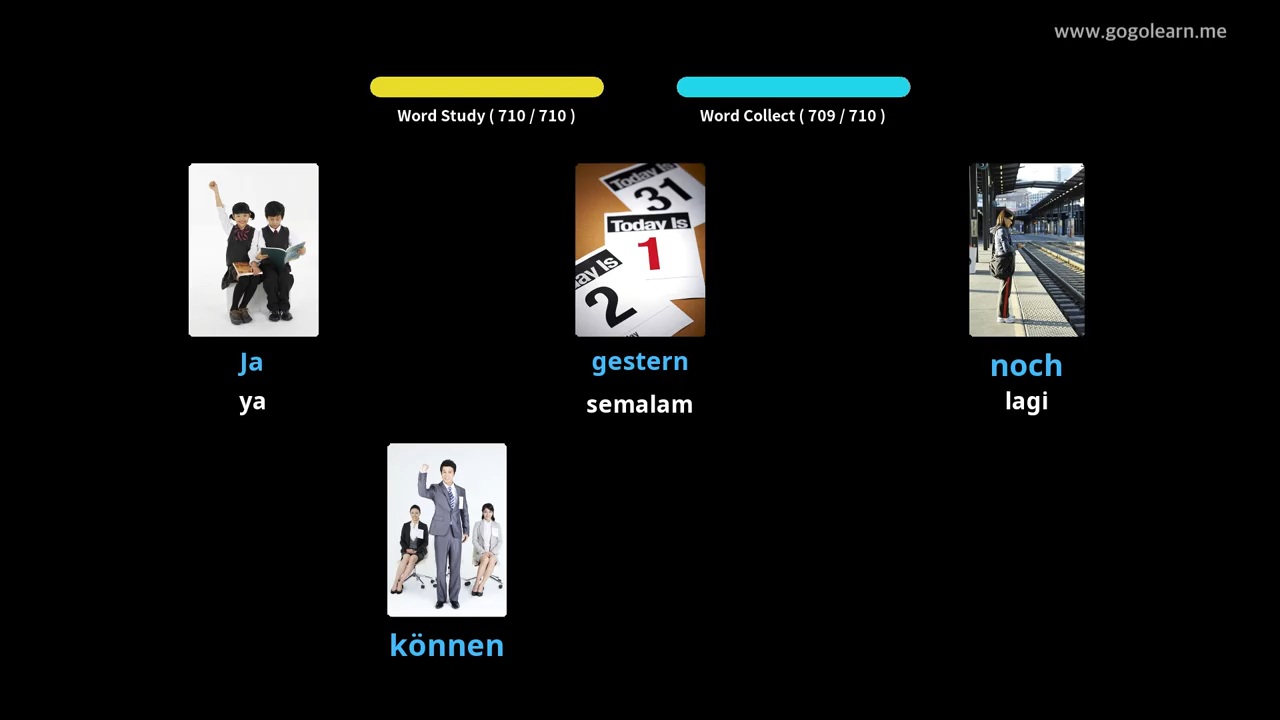 www.gogolearn.me
Word Study ( 710 / 710 )
Word Collect ( 709 / 710 )
Today Is
31
Today Is
1
day Is
2
Ja
gestern
noch
ya
semalam
lagi
können